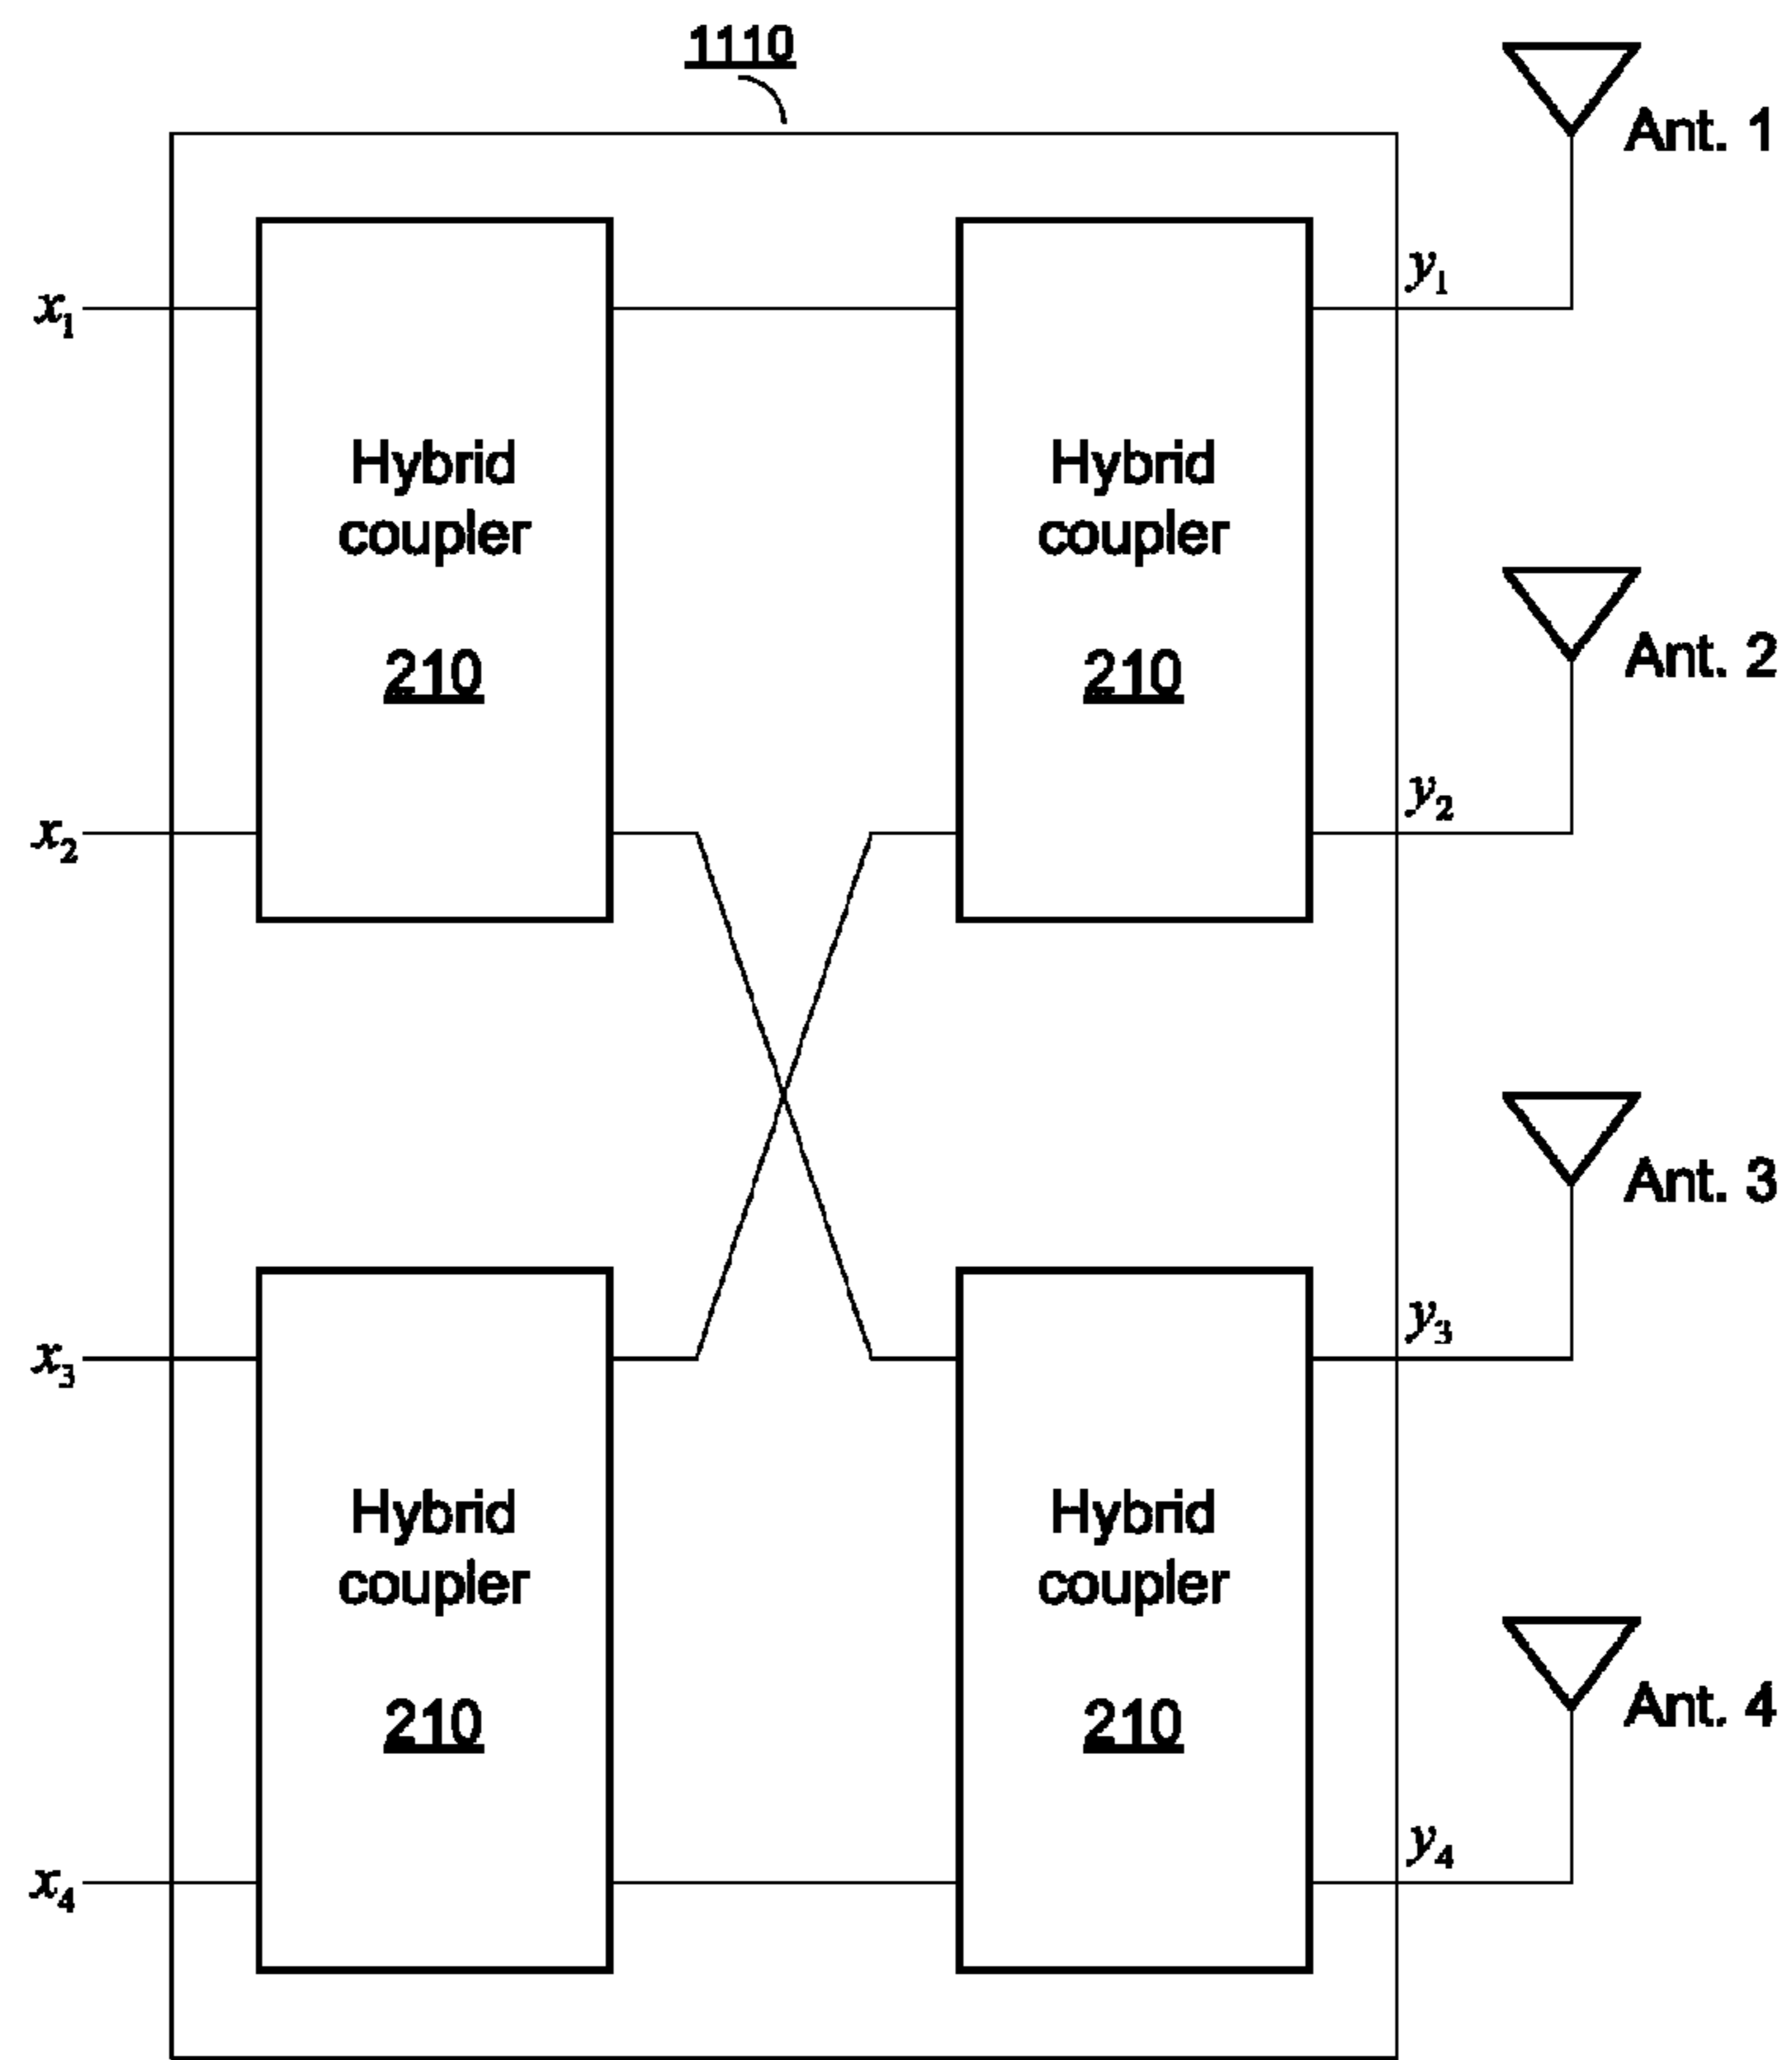 1110
Ant. 1
y₁
x₁
Hybrid
coupler
210
Hybrid
coupler
210
Ant. 2
y₂
x₂
Ant. 3
y₃
x₃
Hybrid
coupler
210
Hybrid
coupler
210
Ant. 4
y₄
x₄